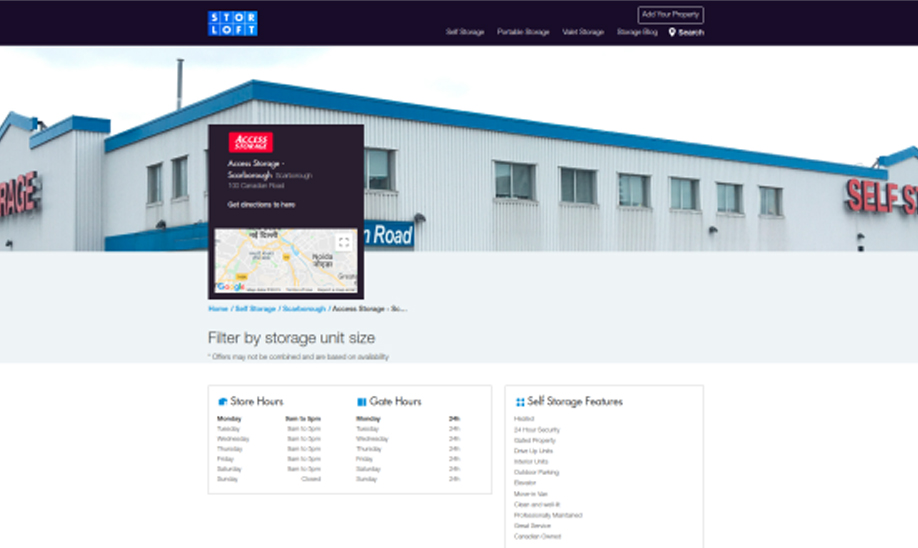 STOR
LOFT
Add Your Property
Self Storage Portable Storage Valet Storage Storage Blog Search
RAGE
SELF S
n Road
ACCESS
STORAGE
Access Storage -
Scarborough Scarborough
100 Canadian Road
Get directions to here
नई दिल्ली
Noida
नोएडा
Greate
Google
Home / Self Storage / Scarborough / Access Storage - Sc...
Filter by storage unit size
* Offers may not be combined and are based on availability
Store Hours
Monday 9am to 5pm
Tuesday 9am to 5pm
Wednesday 9am to 5pm
Thursday 9am to 5pm
Friday 9am to 5pm
Saturday 9am to 5pm
Sunday Closed
Gate Hours
Monday 24h
Tuesday 24h
Wednesday 24h
Thursday 24h
Friday 24h
Saturday 24h
Sunday 24h
Self Storage Features
Heated
24 Hour Security
Gated Property
Drive Up Units
Interior Units
Outdoor Parking
Elevator
Move-in Van
Clean and well-lit
Professionally Maintained
Great Service
Canadian Owned